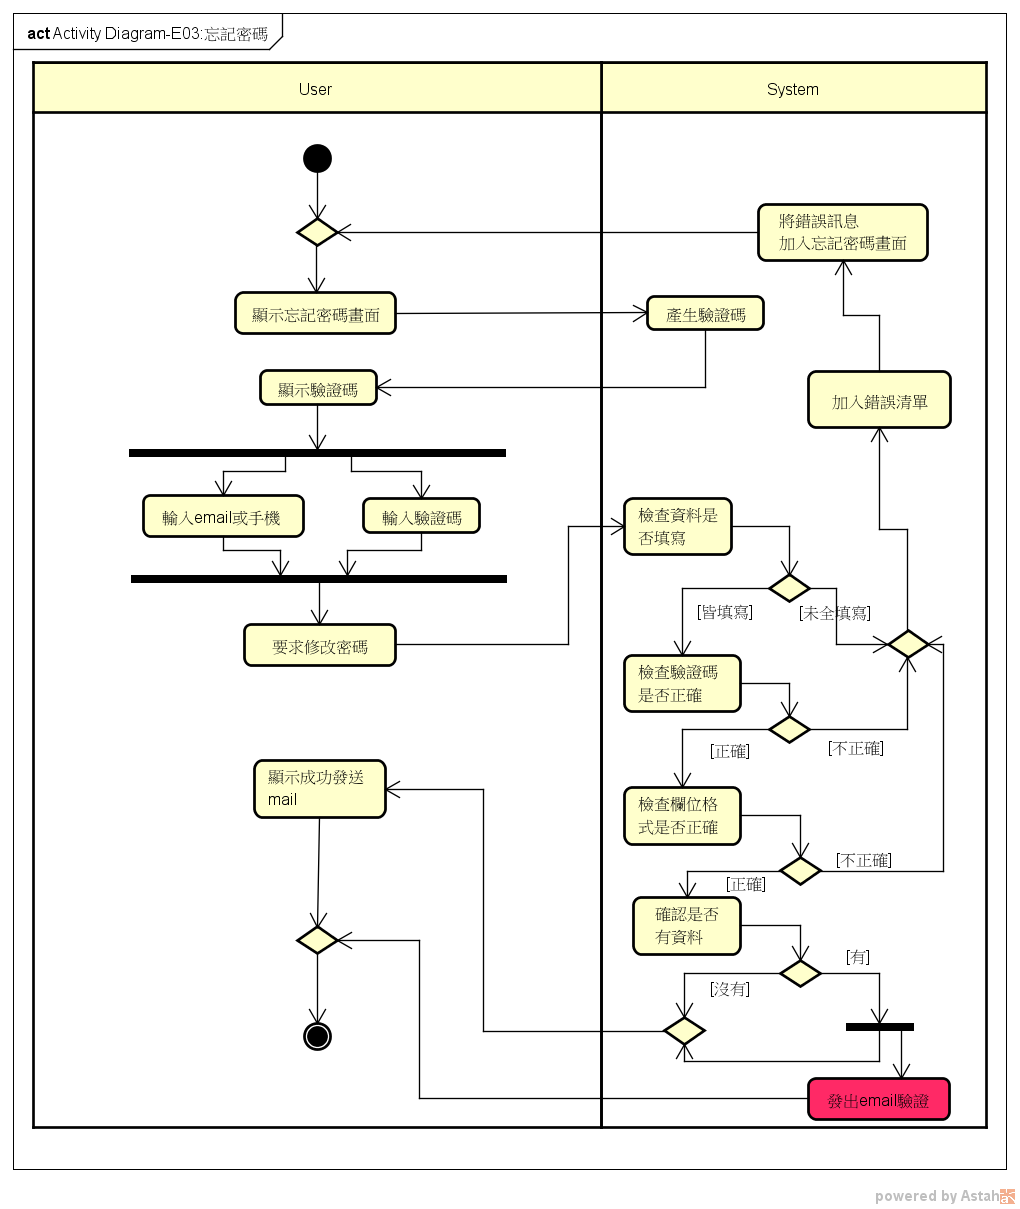 act Activity Diagram-E03:忘記密碼
User
System
將錯誤訊息
加入忘記密碼畫面
顯示忘記密碼畫面
產生驗證碼
顯示驗證碼
加入錯誤清單
輸入email或手機
輸入驗證碼
檢查資料是
否填寫
[皆填寫]
[未全填寫]
要求修改密碼
檢查驗證碼
是否正確
[正確]
[不正確]
顯示成功發送
mail
檢查欄位格
式是否正確
[不正確]
[正確]
確認是否
有資料
[有]
[沒有]
發出email驗證
powered by Astah